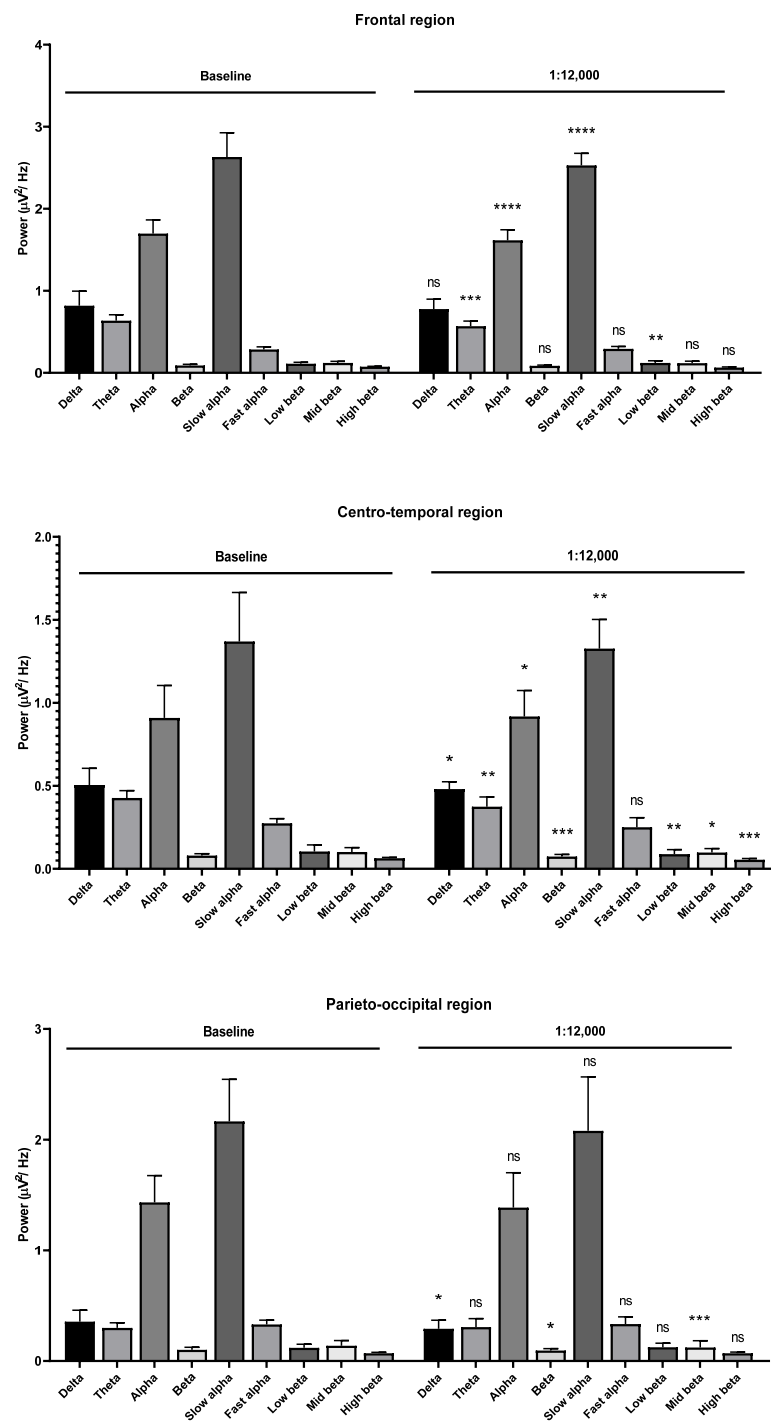 Frontal region
Baseline
1:12,000
Power (µV²/ Hz)
4
3
2
1
0
ns
***
****
ns
****
ns
**
ns
ns
Delta
Theta
Alpha
Beta
Slow alpha
Fast alpha
Low beta
Mid beta
High beta
Delta
Theta
Alpha
Beta
Slow alpha
Fast alpha
Low beta
Mid beta
High beta
Centro-temporal region
Baseline
1:12,000
Power (µV²/ Hz)
2.0
1.5
1.0
0.5
0.0
*
**
*
***
**
ns
**
*
***
Delta
Theta
Alpha
Beta
Slow alpha
Fast alpha
Low beta
Mid beta
High beta
Delta
Theta
Alpha
Beta
Slow alpha
Fast alpha
Low beta
Mid beta
High beta
Parieto-occipital region
Baseline
1:12,000
Power (µV²/ Hz)
3
2
1
0
*
ns
ns
*
ns
ns
ns
***
ns
Delta
Theta
Alpha
Beta
Slow alpha
Fast alpha
Low beta
Mid beta
High beta
Delta
Theta
Alpha
Beta
Slow alpha
Fast alpha
Low beta
Mid beta
High beta